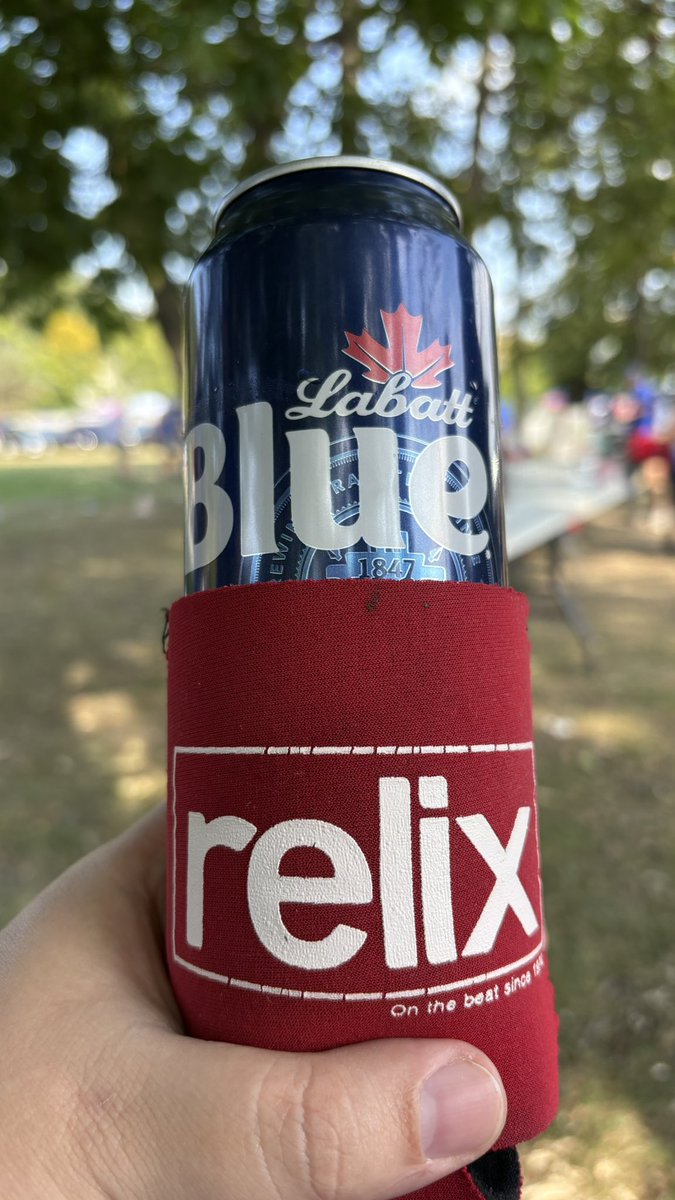 Labatt
Blue
1847
relix
On the beat since